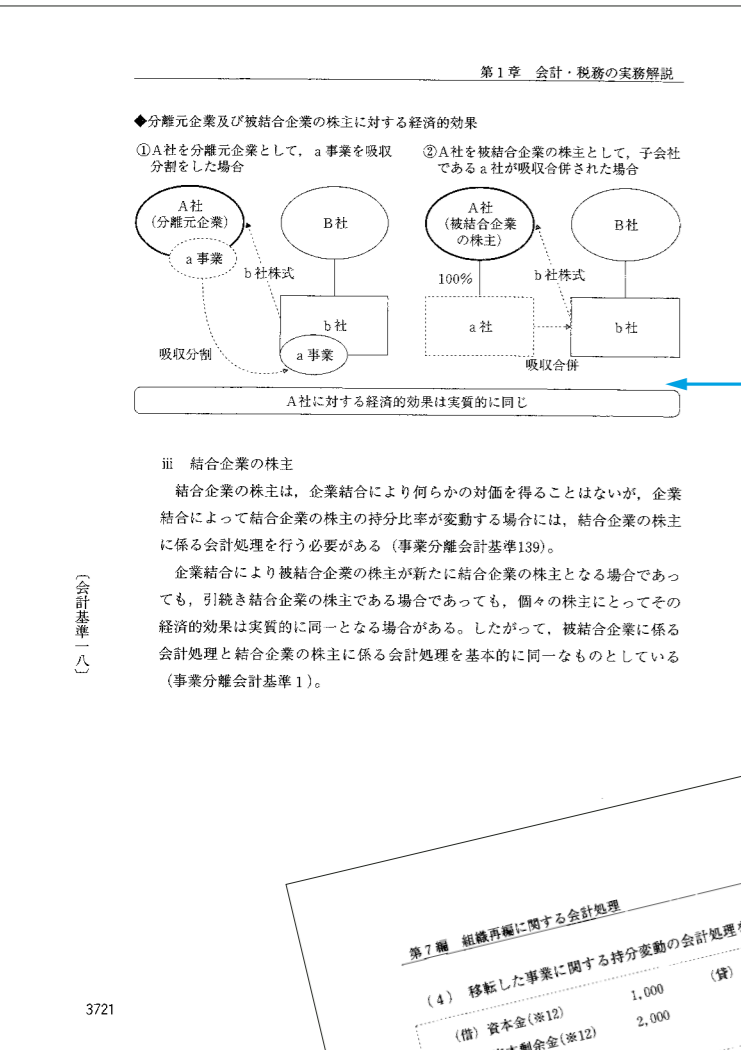 第1章　会計・税務の実務解説
◆分離元企業及び被結合企業の株主に対する経済的効果
①A社を分離元企業として，a事業を吸収
分割をした場合
A社
(分離元企業)
a事業
B社
b社株式
b社
a事業
吸収分割
②A社を被結合企業の株主として，子会社
であるa社が吸収合併された場合
A社
(被結合企業
の株主)
B社
100%
b社株式
a社
b社
吸収合併
A社に対する経済的効果は実質的に同じ
ⅲ　結合企業の株主
結合企業の株主は，企業結合により何らかの対価を得ることはないが，企業
結合によって結合企業の株主の持分比率が変動する場合には，結合企業の株主
に係る会計処理を行う必要がある（事業分離会計基準139)。
企業結合により被結合企業の株主が新たに結合企業の株主となる場合であっ
ても，引続き結合企業の株主である場合であっても，個々の株主にとってその
経済的効果は実質的に同一となる場合がある。したがって，被結合企業に係る
会計処理と結合企業の株主に係る会計処理を基本的に同一なものとしている
（事業分離会計基準1)。
〔会計基準一八〕
第7編　組織再編に関する会計処理
(4)　移転した事業に関する持分変動の会計処理を
(借) 資本金(※12)　1,000　(貸)
本剰余金(※12)　2,000
3721